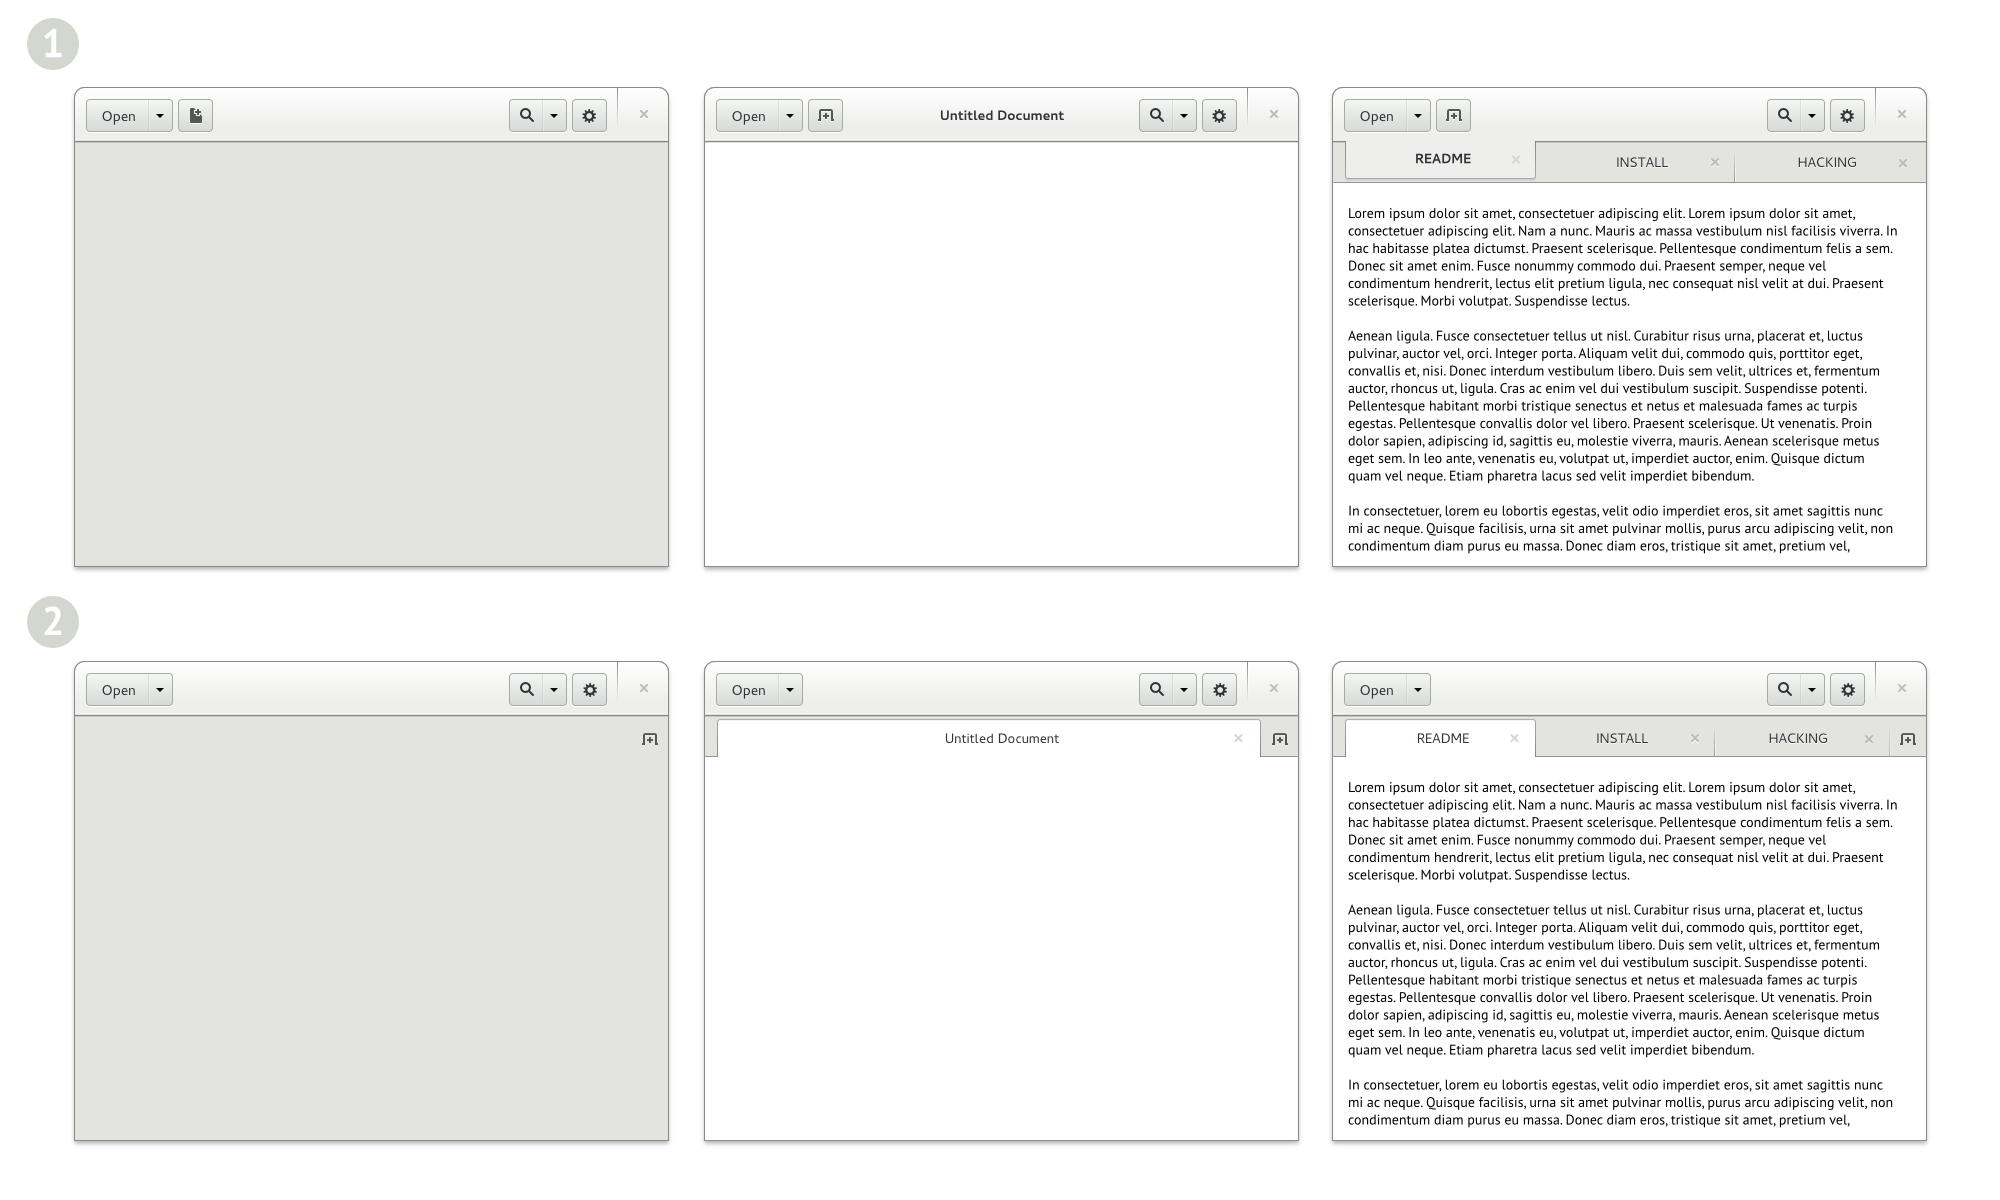 1
Open
Open
Untitled Document
Open
README
INSTALL
HACKING
Lorem ipsum dolor sit amet, consectetuer adipiscing elit. Lorem ipsum dolor sit amet,
consectetuer adipiscing elit. Nam a nunc. Mauris ac massa vestibulum nisl facilisis viverra. In
hac habitasse platea dictumst. Praesent scelerisque. Pellentesque condimentum felis a sem.
Donec sit amet enim. Fusce nonummy commodo dui. Praesent semper, neque vel
condimentum hendrerit, lectus elit pretium ligula, nec consequat nisl velit at dui. Praesent
scelerisque. Morbi volutpat. Suspendisse lectus.
Aenean ligula. Fusce consectetuer tellus ut nisl. Curabitur risus urna, placerat et, luctus
pulvinar, auctor vel, orci. Integer porta. Aliquam velit dui, commodo quis, porttitor eget,
convallis et, nisi. Donec interdum vestibulum libero. Duis sem velit, ultrices et, fermentum
auctor, rhoncus ut, ligula. Cras ac enim vel dui vestibulum suscipit. Suspendisse potenti.
Pellentesque habitant morbi tristique senectus et netus et malesuada fames ac turpis
egestas. Pellentesque convallis dolor vel libero. Praesent scelerisque. Ut venenatis. Proin
dolor sapien, adipiscing id, sagittis eu, molestie viverra, mauris. Aenean scelerisque metus
eget sem. In leo ante, venenatis eu, volutpat ut, imperdiet auctor, enim. Quisque dictum
quam vel neque. Etiam pharetra lacus sed velit imperdiet bibendum.
In consectetuer, lorem eu lobortis egestas, velit odio imperdiet eros, sit amet sagittis nunc
mi ac neque. Quisque facilisis, urna sit amet pulvinar mollis, purus arcu adipiscing velit, non
condimentum diam purus eu massa. Donec diam eros, tristique sit amet, pretium vel,
2
Open
Open
Untitled Document
Open
README
INSTALL
HACKING
Lorem ipsum dolor sit amet, consectetuer adipiscing elit. Lorem ipsum dolor sit amet,
consectetuer adipiscing elit. Nam a nunc. Mauris ac massa vestibulum nisl facilisis viverra. In
hac habitasse platea dictumst. Praesent scelerisque. Pellentesque condimentum felis a sem.
Donec sit amet enim. Fusce nonummy commodo dui. Praesent semper, neque vel
condimentum hendrerit, lectus elit pretium ligula, nec consequat nisl velit at dui. Praesent
scelerisque. Morbi volutpat. Suspendisse lectus.
Aenean ligula. Fusce consectetuer tellus ut nisl. Curabitur risus urna, placerat et, luctus
pulvinar, auctor vel, orci. Integer porta. Aliquam velit dui, commodo quis, porttitor eget,
convallis et, nisi. Donec interdum vestibulum libero. Duis sem velit, ultrices et, fermentum
auctor, rhoncus ut, ligula. Cras ac enim vel dui vestibulum suscipit. Suspendisse potenti.
Pellentesque habitant morbi tristique senectus et netus et malesuada fames ac turpis
egestas. Pellentesque convallis dolor vel libero. Praesent scelerisque. Ut venenatis. Proin
dolor sapien, adipiscing id, sagittis eu, molestie viverra, mauris. Aenean scelerisque metus
eget sem. In leo ante, venenatis eu, volutpat ut, imperdiet auctor, enim. Quisque dictum
quam vel neque. Etiam pharetra lacus sed velit imperdiet bibendum.
In consectetuer, lorem eu lobortis egestas, velit odio imperdiet eros, sit amet sagittis nunc
mi ac neque. Quisque facilisis, urna sit amet pulvinar mollis, purus arcu adipiscing velit, non
condimentum diam purus eu massa. Donec diam eros, tristique sit amet, pretium vel,